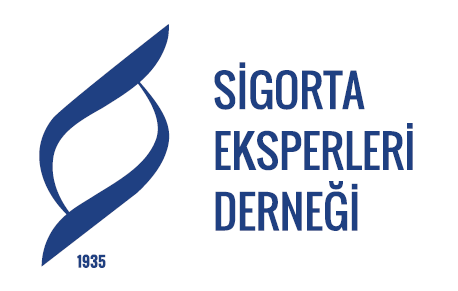 SİGORTA
EKSPERLERİ
DERNEĞİ
1935